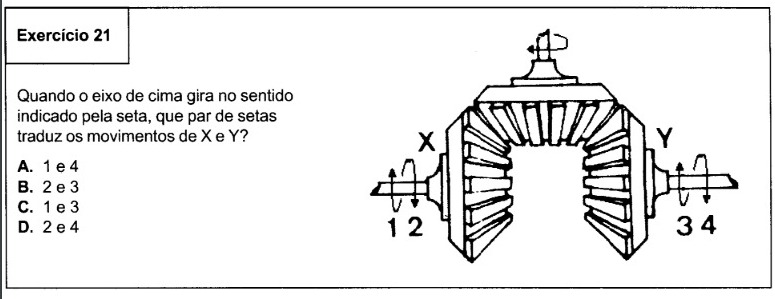 Exercício 21
Quando o eixo de cima gira no sentido
indicado pela seta, que par de setas
traduz os movimentos de X e Y?
A. 1 e 4
B. 2 e 3
C. 1 e 3
D. 2 e 4
X
Y
1 2
3 4